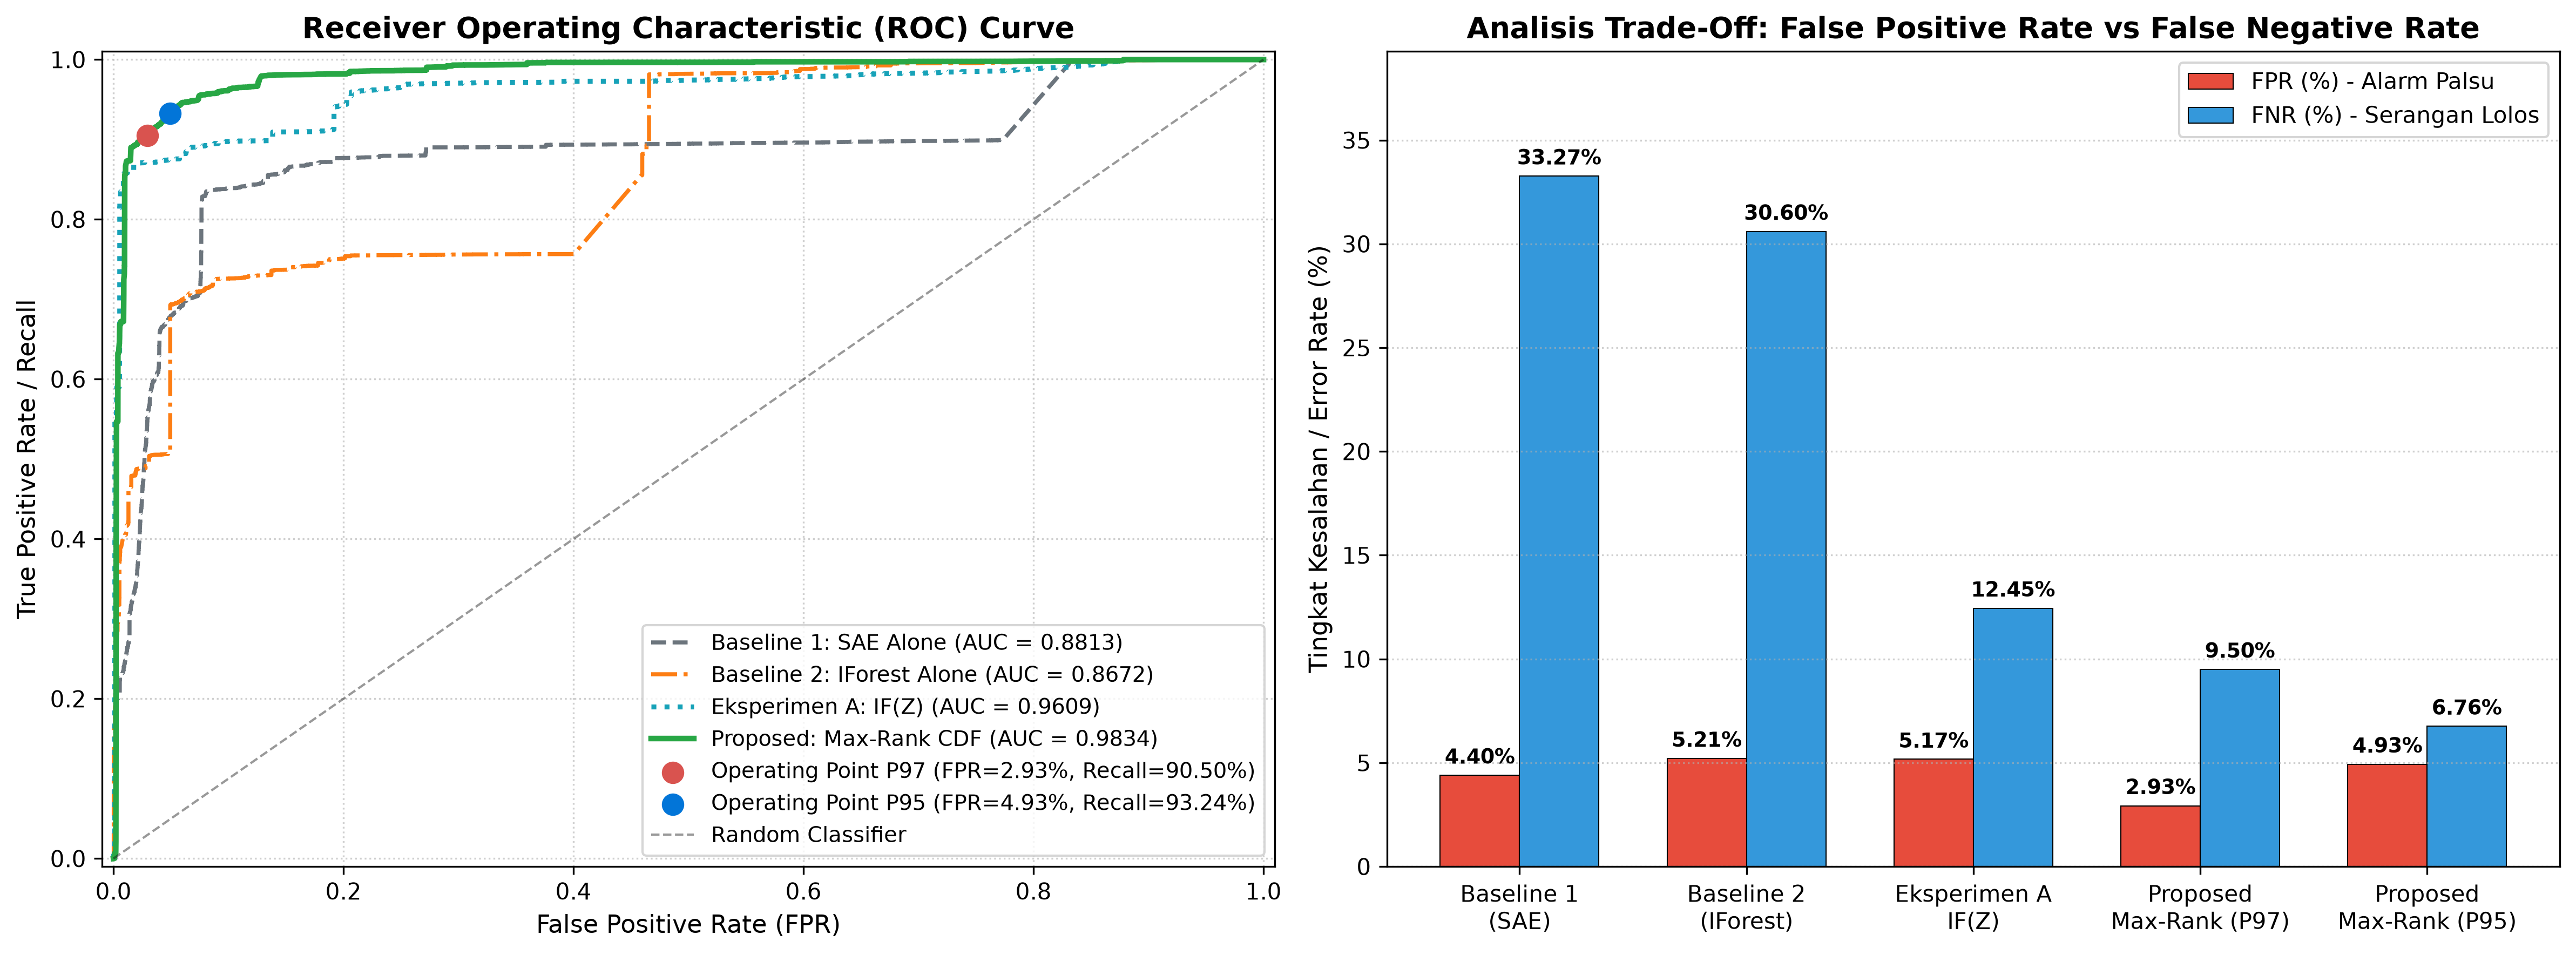 Receiver Operating Characteristic (ROC) Curve
True Positive Rate / Recall
1.0
0.8
0.6
0.4
0.2
0.0
0.0
0.2
0.4
0.6
0.8
1.0
False Positive Rate (FPR)
Baseline 1: SAE Alone (AUC = 0.8813)
Baseline 2: IForest Alone (AUC = 0.8672)
Eksperimen A: IF(Z) (AUC = 0.9609)
Proposed: Max-Rank CDF (AUC = 0.9834)
Operating Point P97 (FPR=2.93%, Recall=90.50%)
Operating Point P95 (FPR=4.93%, Recall=93.24%)
Random Classifier
Analisis Trade-Off: False Positive Rate vs False Negative Rate
Tingkat Kesalahan / Error Rate (%)
35
30
25
20
15
10
5
0
FPR (%) - Alarm Palsu
FNR (%) - Serangan Lolos
4.40%
33.27%
5.21%
30.60%
5.17%
12.45%
2.93%
9.50%
4.93%
6.76%
Baseline 1
(SAE)
Baseline 2
(IForest)
Eksperimen A
IF(Z)
Proposed
Max-Rank (P97)
Proposed
Max-Rank (P95)